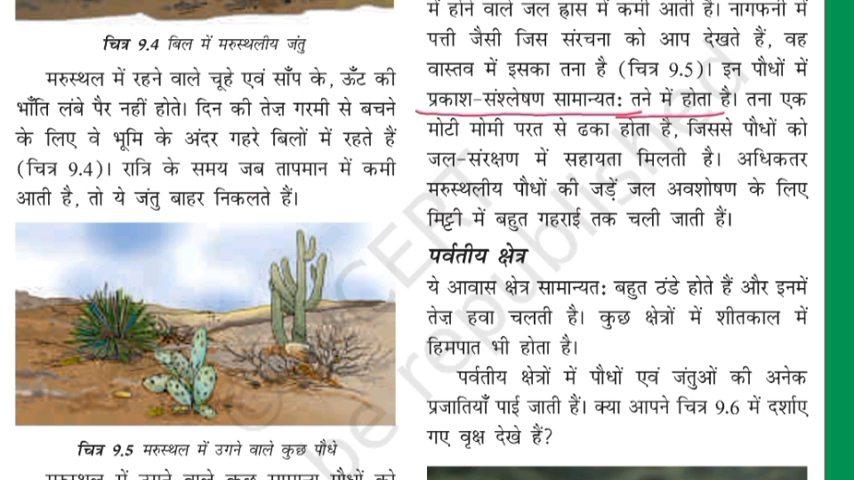 चित्र 9.4 बिल में मरुस्थलीय जंतु
मरुस्थल में रहने वाले चूहे एवं साँप के, ऊँट की
भाँति लंबे पैर नहीं होते। दिन की तेज़ गरमी से बचने
के लिए वे भूमि के अंदर गहरे बिलों में रहते हैं
(चित्र 9.4)। रात्रि के समय जब तापमान में कमी
आती है, तो ये जंतु बाहर निकलते हैं।
चित्र 9.5 मरुस्थल में उगने वाले कुछ पौधे
मरुस्थल में उगने वाले कुछ सामान्य पौधों को
में होने वाले जल ह्रास में कमी आती है। नागफनी में
पत्ती जैसी जिस संरचना को आप देखते हैं, वह
वास्तव में इसका तना है (चित्र 9.5)। इन पौधों में
प्रकाश-संश्लेषण सामान्यत: तने में होता है। तना एक
मोटी मोमी परत से ढका होता है, जिससे पौधों को
जल-संरक्षण में सहायता मिलती है। अधिकतर
मरुस्थलीय पौधों की जड़ें जल अवशोषण के लिए
मिट्टी में बहुत गहराई तक चली जाती हैं।
पर्वतीय क्षेत्र
ये आवास क्षेत्र सामान्यत: बहुत ठंडे होते हैं और इनमें
तेज़ हवा चलती है। कुछ क्षेत्रों में शीतकाल में
हिमपात भी होता है।
पर्वतीय क्षेत्रों में पौधों एवं जंतुओं की अनेक
प्रजातियाँ पाई जाती हैं। क्या आपने चित्र 9.6 में दर्शाए
गए वृक्ष देखे हैं?
© NCERT
be republished